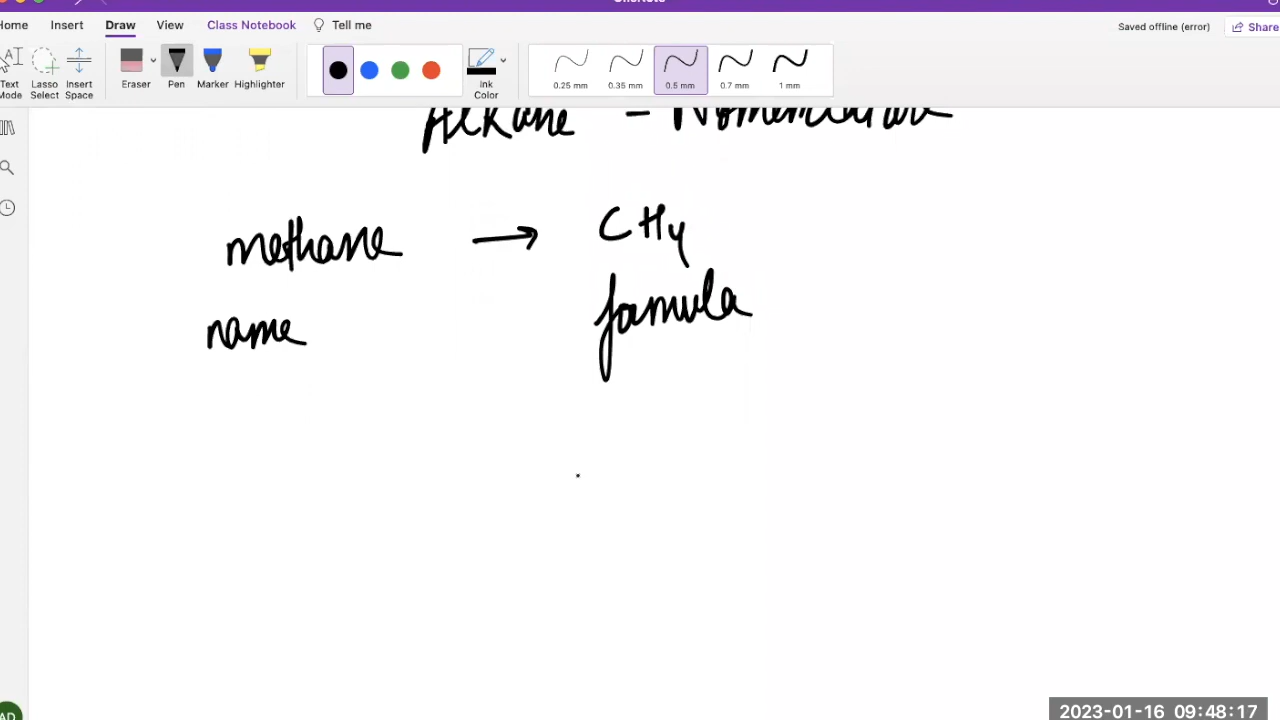 OneNote
Home Insert Draw View Class Notebook Tell me Saved offline (error) Share
Text Mode Lasso Select Insert Space Eraser Pen Marker Highlighter Ink Color 0.25 mm 0.35 mm 0.5 mm 0.7 mm 1 mm
Alkane - Nomenclature
methane → CH4
name formula
AD
2023-01-16 09:48:17